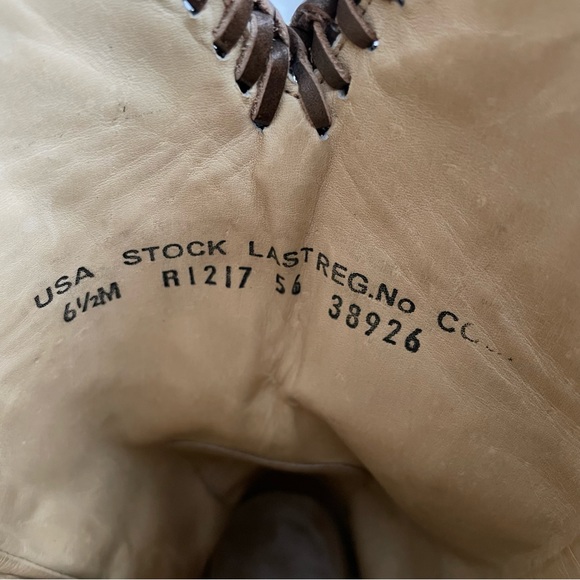 USA STOCK LAST REG.No
6½M R1217 56 38926